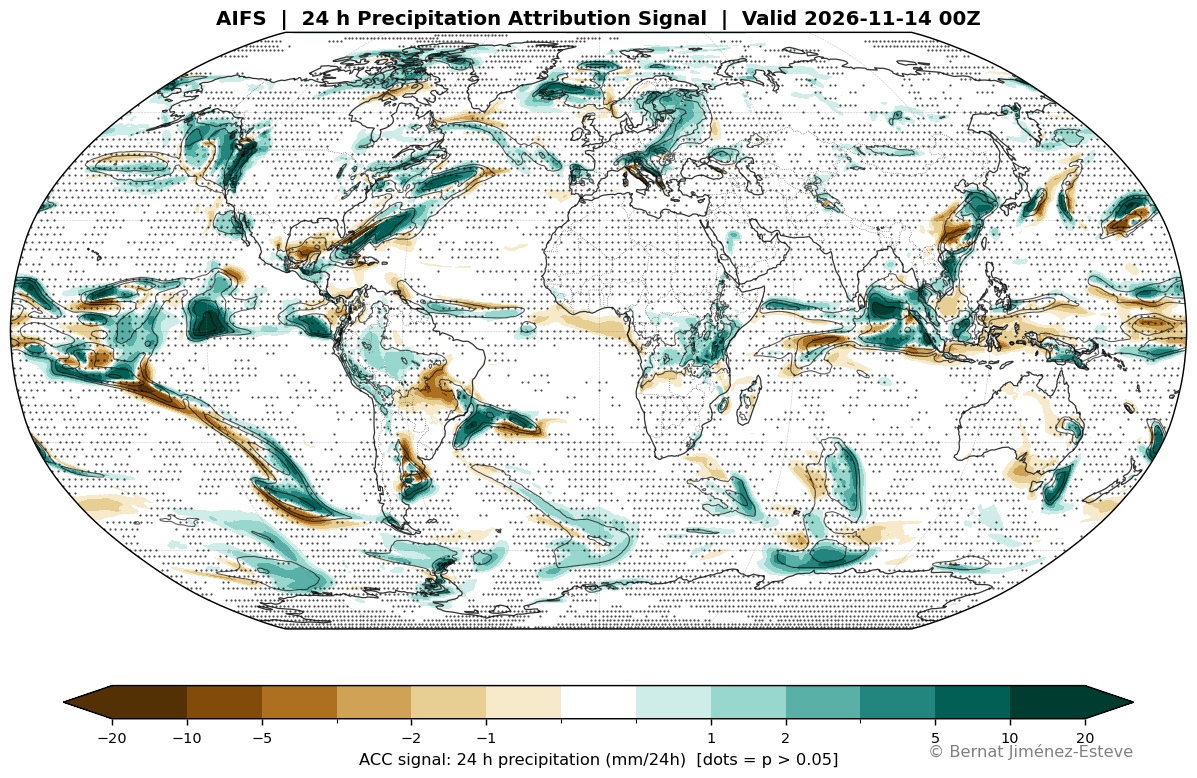 AIFS | 24 h Precipitation Attribution Signal | Valid 2026-11-14 00Z
−20 −10 −5 −2 −1 1 2 5 10 20
ACC signal: 24 h precipitation (mm/24h) [dots = p > 0.05]
© Bernat Jiménez-Esteve